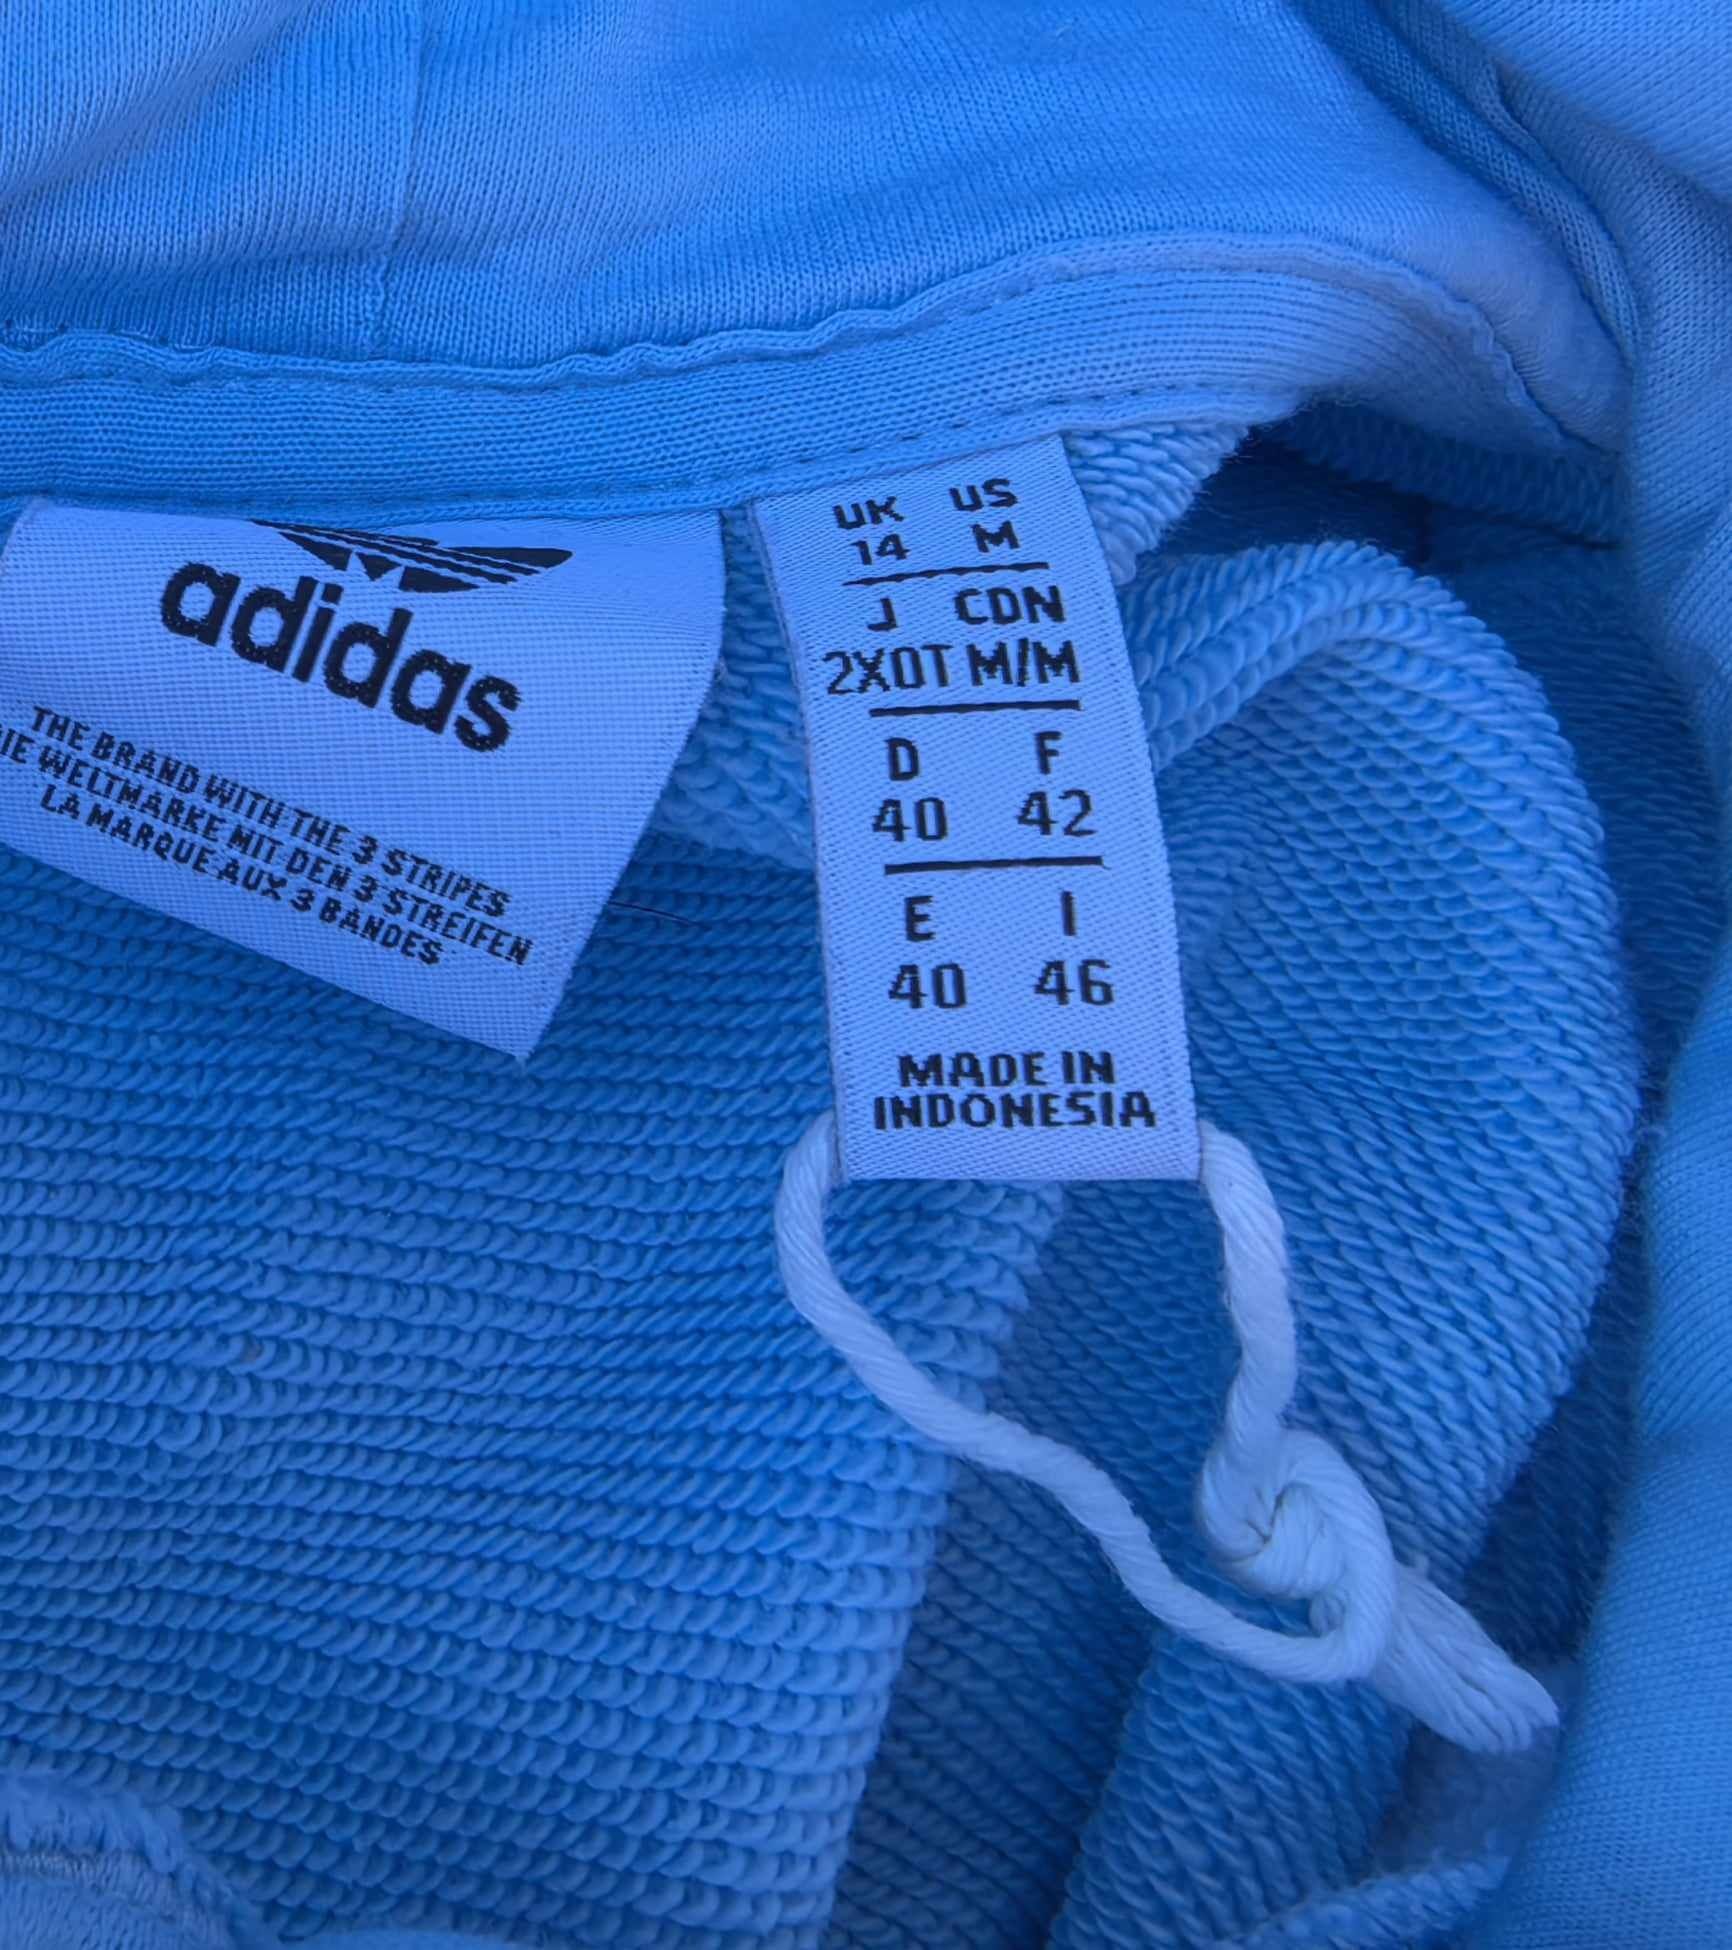 adidas
THE BRAND WITH THE 3 STRIPES
DIE WELTMARKE MIT DEN 3 STREIFEN
LA MARQUE AUX 3 BANDES
UK US
14 M
J CDN
2XOT M/M
D F
40 42
E I
40 46
MADE IN
INDONESIA